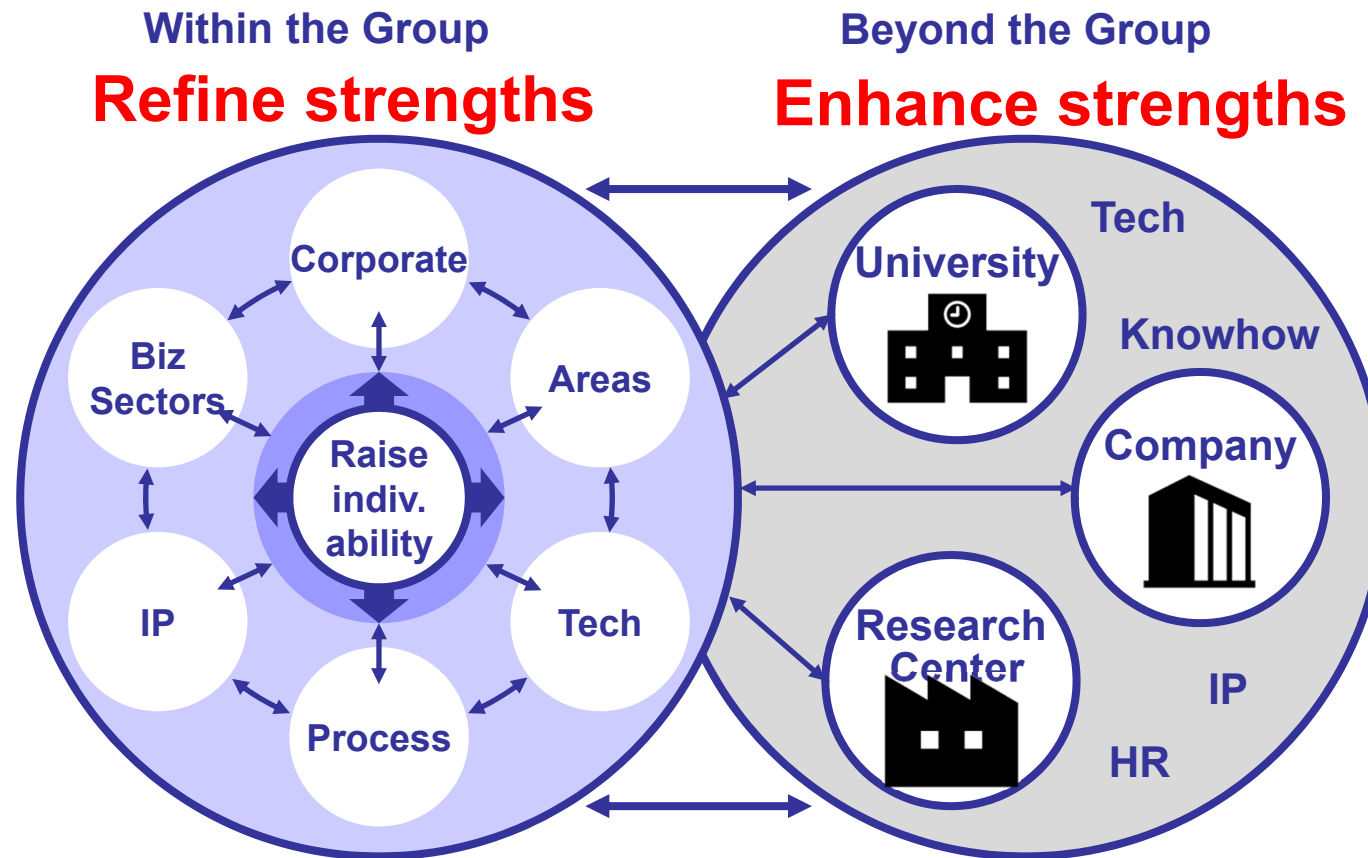 Within the Group
Refine strengths
Corporate
Biz
Sectors
Areas
Raise
indiv.
ability
IP
Tech
Process
Beyond the Group
Enhance strengths
Tech
University
Knowhow
Company
Research
Center
IP
HR